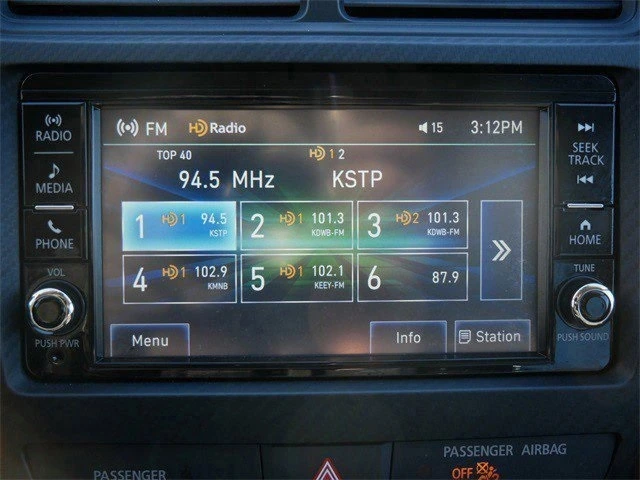 FM HD Radio 15 3:12PM
TOP 40 HD 1 2
94.5 MHz KSTP
1 HD 1 94.5 KSTP
2 HD 1 101.3 KDWB-FM
3 HD 2 101.3 KDWB-FM
4 HD 1 102.9 KMNB
5 HD 1 102.1 KEEY-FM
6 87.9
Menu Info Station
RADIO
MEDIA
PHONE
VOL
PUSH PWR
SEEK
TRACK
HOME
TUNE
PUSH SOUND
PASSENGER
PASSENGER AIRBAG
OFF